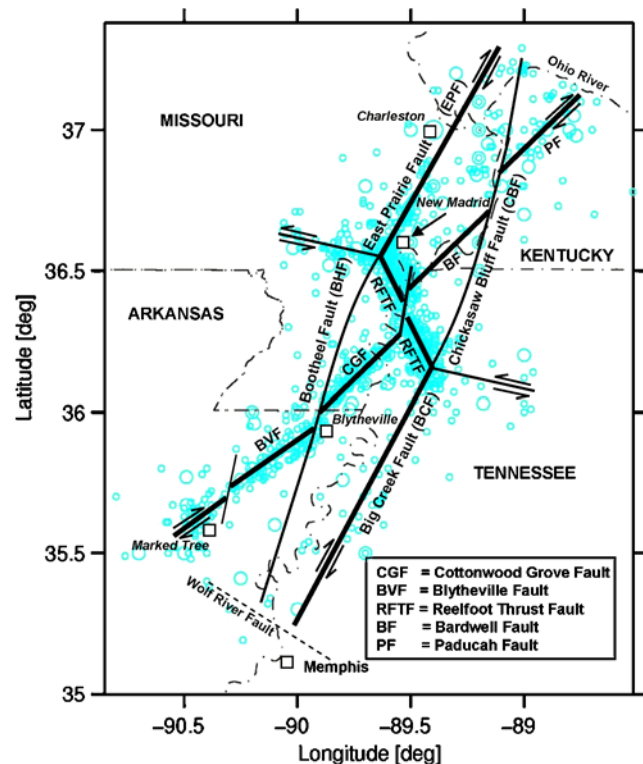 MISSOURI
Charleston
Ohio River
PF
East Prairie Fault (EPF)
New Madrid
BF
KENTUCKY
ARKANSAS
Bootheel Fault (BHF)
RFTF
RFTF
Chickasaw Bluff Fault (CBF)
CGF
Blytheville
BVF
TENNESSEE
Big Creek Fault (BCF)
Marked Tree
Wolf River Fault
Memphis
CGF = Cottonwood Grove Fault
BVF = Blytheville Fault
RFTF = Reelfoot Thrust Fault
BF = Bardwell Fault
PF = Paducah Fault
Latitude [deg]
37
36.5
36
35.5
35
−90.5 −90 −89.5 −89
Longitude [deg]